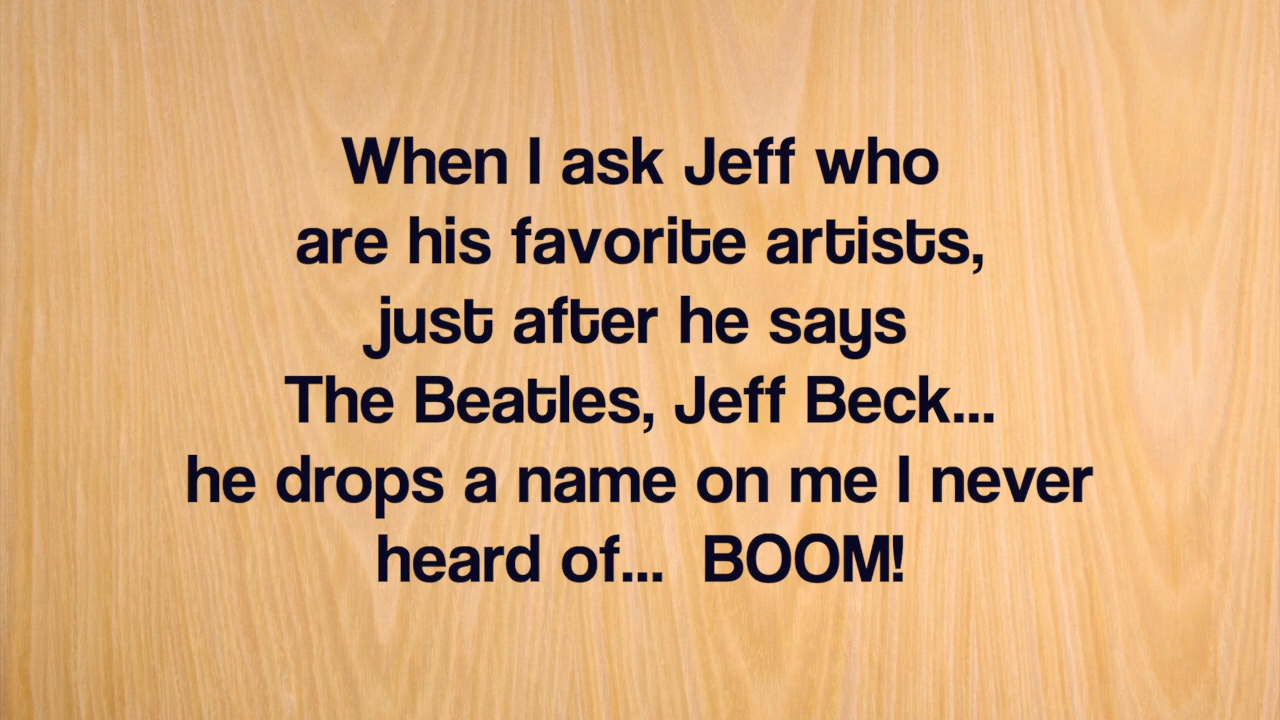 When I ask Jeff who
are his favorite artists,
just after he says
The Beatles, Jeff Beck...
he drops a name on me I never
heard of...  BOOM!